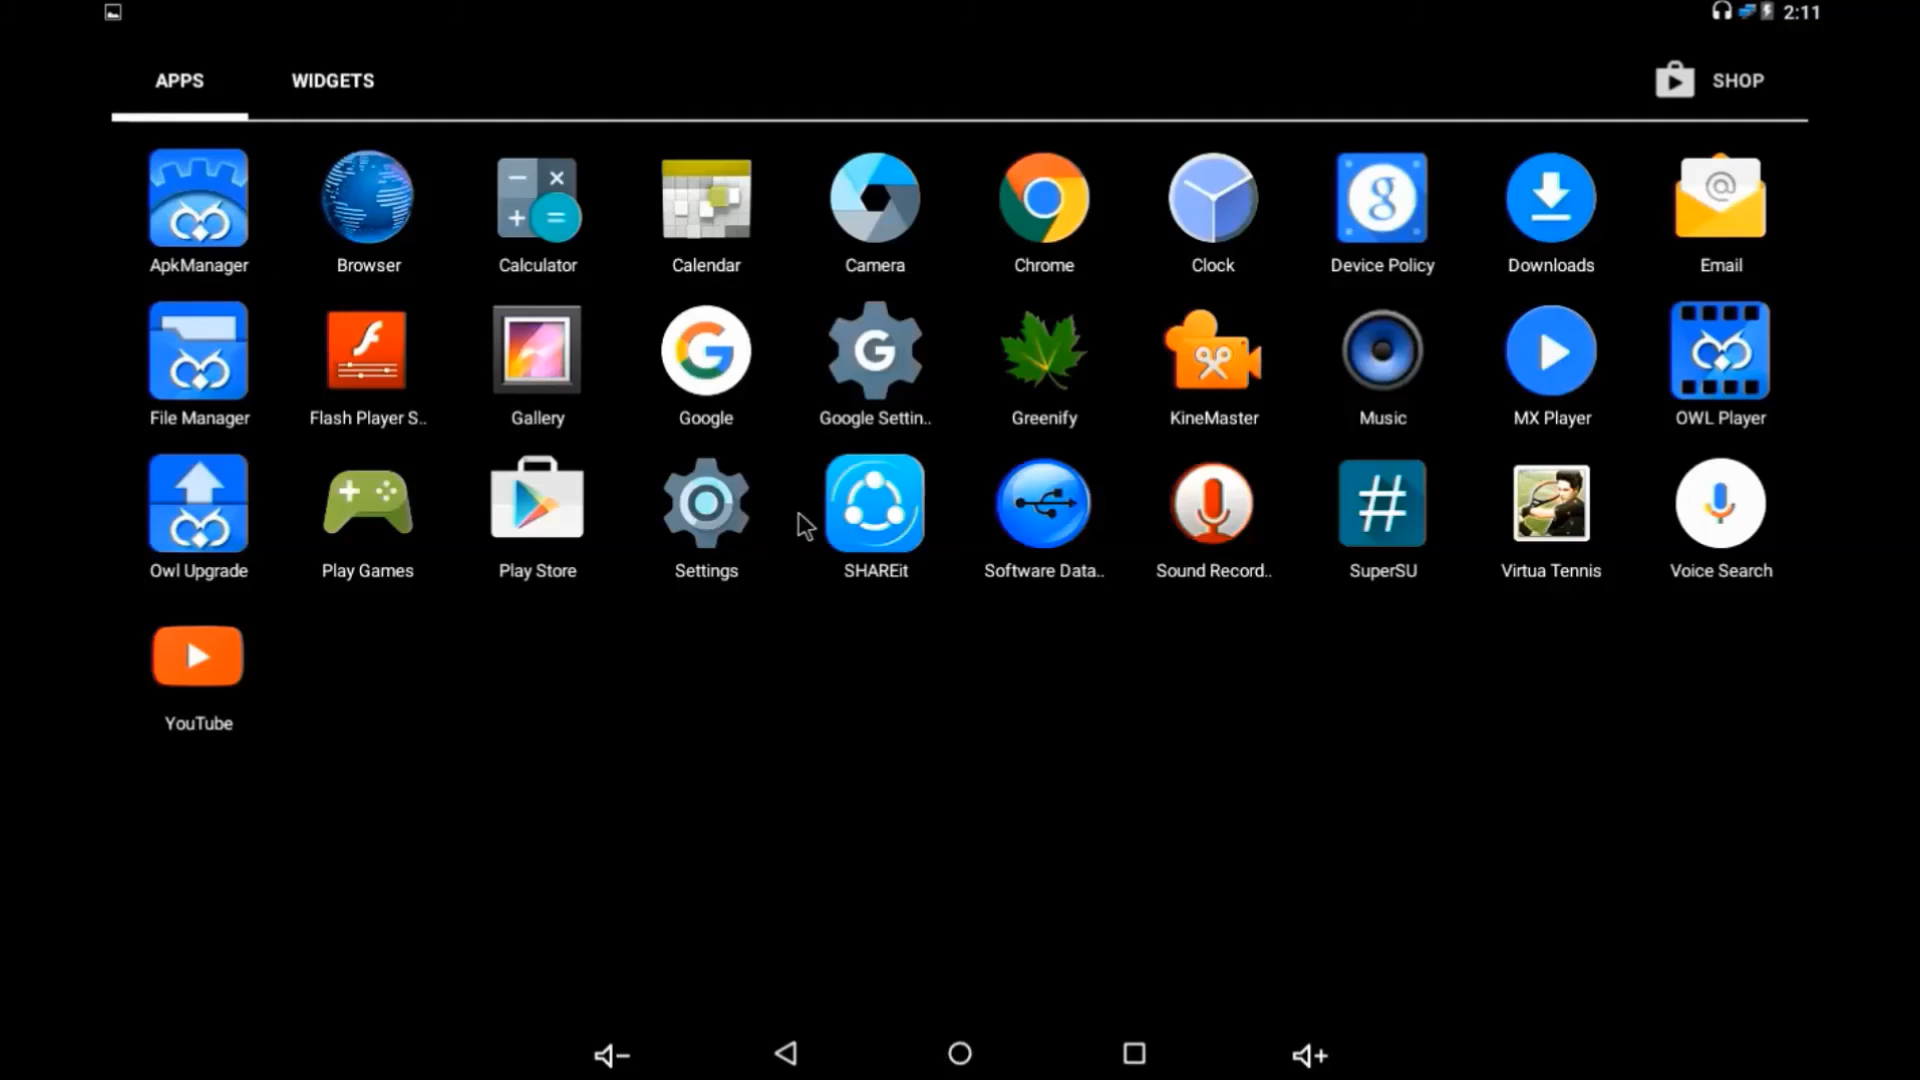 2:11
APPS WIDGETS SHOP
ApkManager Browser Calculator Calendar Camera Chrome Clock Device Policy Downloads Email
File Manager Flash Player S.. Gallery Google Google Settin.. Greenify KineMaster Music MX Player OWL Player
Owl Upgrade Play Games Play Store Settings SHAREit Software Data.. Sound Record.. SuperSU Virtua Tennis Voice Search
YouTube